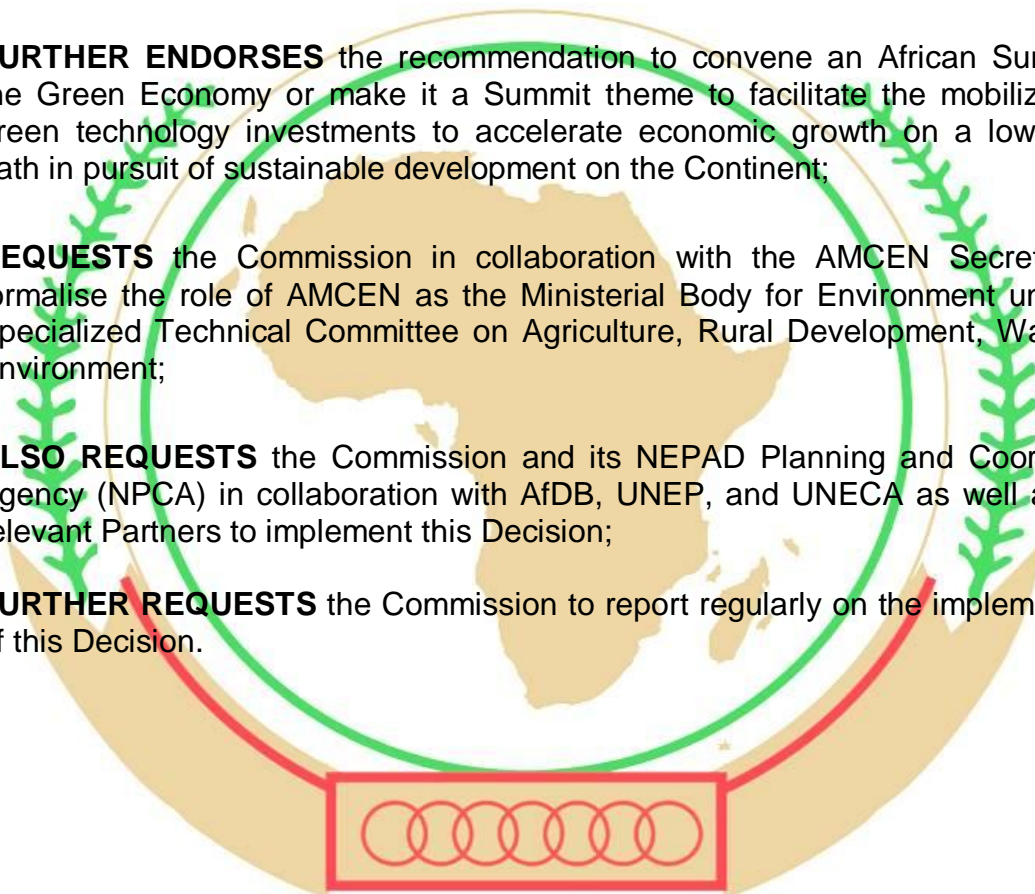 URTHER ENDORSES the recommendation to convene an African Su
he Green Economy or make it a Summit theme to facilitate the mobiliz
reen technology investments to accelerate economic growth on a low
ath in pursuit of sustainable development on the Continent;
EQUESTS the Commission in collaboration with the AMCEN Secret
ormalise the role of AMCEN as the Ministerial Body for Environment un
pecialized Technical Committee on Agriculture, Rural Development, Wa
nvironment;
LSO REQUESTS the Commission and its NEPAD Planning and Coor
gency (NPCA) in collaboration with AfDB, UNEP, and UNECA as well a
elevant Partners to implement this Decision;
URTHER REQUESTS the Commission to report regularly on the implem
f this Decision.